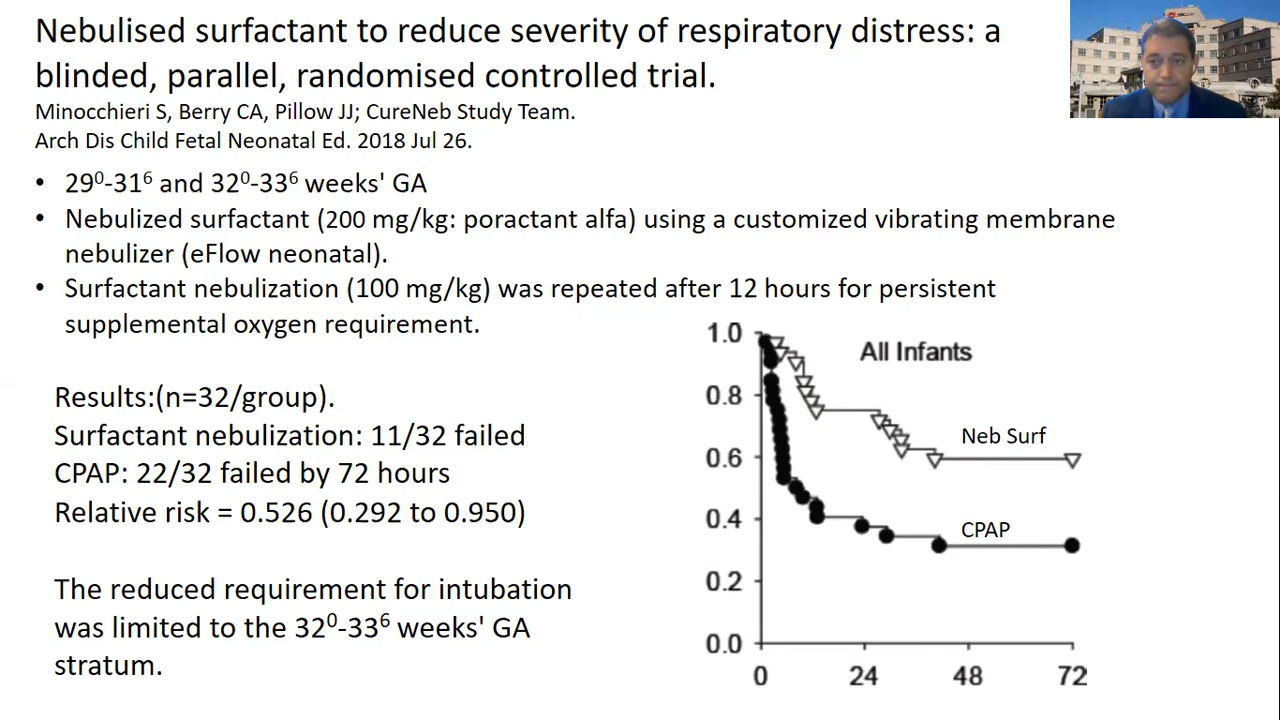 Nebulised surfactant to reduce severity of respiratory distress: a
blinded, parallel, randomised controlled trial.
Minocchieri S, Berry CA, Pillow JJ; CureNeb Study Team.
Arch Dis Child Fetal Neonatal Ed. 2018 Jul 26.
• 29⁰-31⁶ and 32⁰-33⁶ weeks' GA
• Nebulized surfactant (200 mg/kg: poractant alfa) using a customized vibrating membrane
nebulizer (eFlow neonatal).
• Surfactant nebulization (100 mg/kg) was repeated after 12 hours for persistent
supplemental oxygen requirement.
Results:(n=32/group).
Surfactant nebulization: 11/32 failed
CPAP: 22/32 failed by 72 hours
Relative risk = 0.526 (0.292 to 0.950)
The reduced requirement for intubation
was limited to the 32⁰-33⁶ weeks' GA
stratum.
All Infants
Neb Surf
CPAP
1.0
0.8
0.6
0.4
0.2
0.0
0 24 48 72